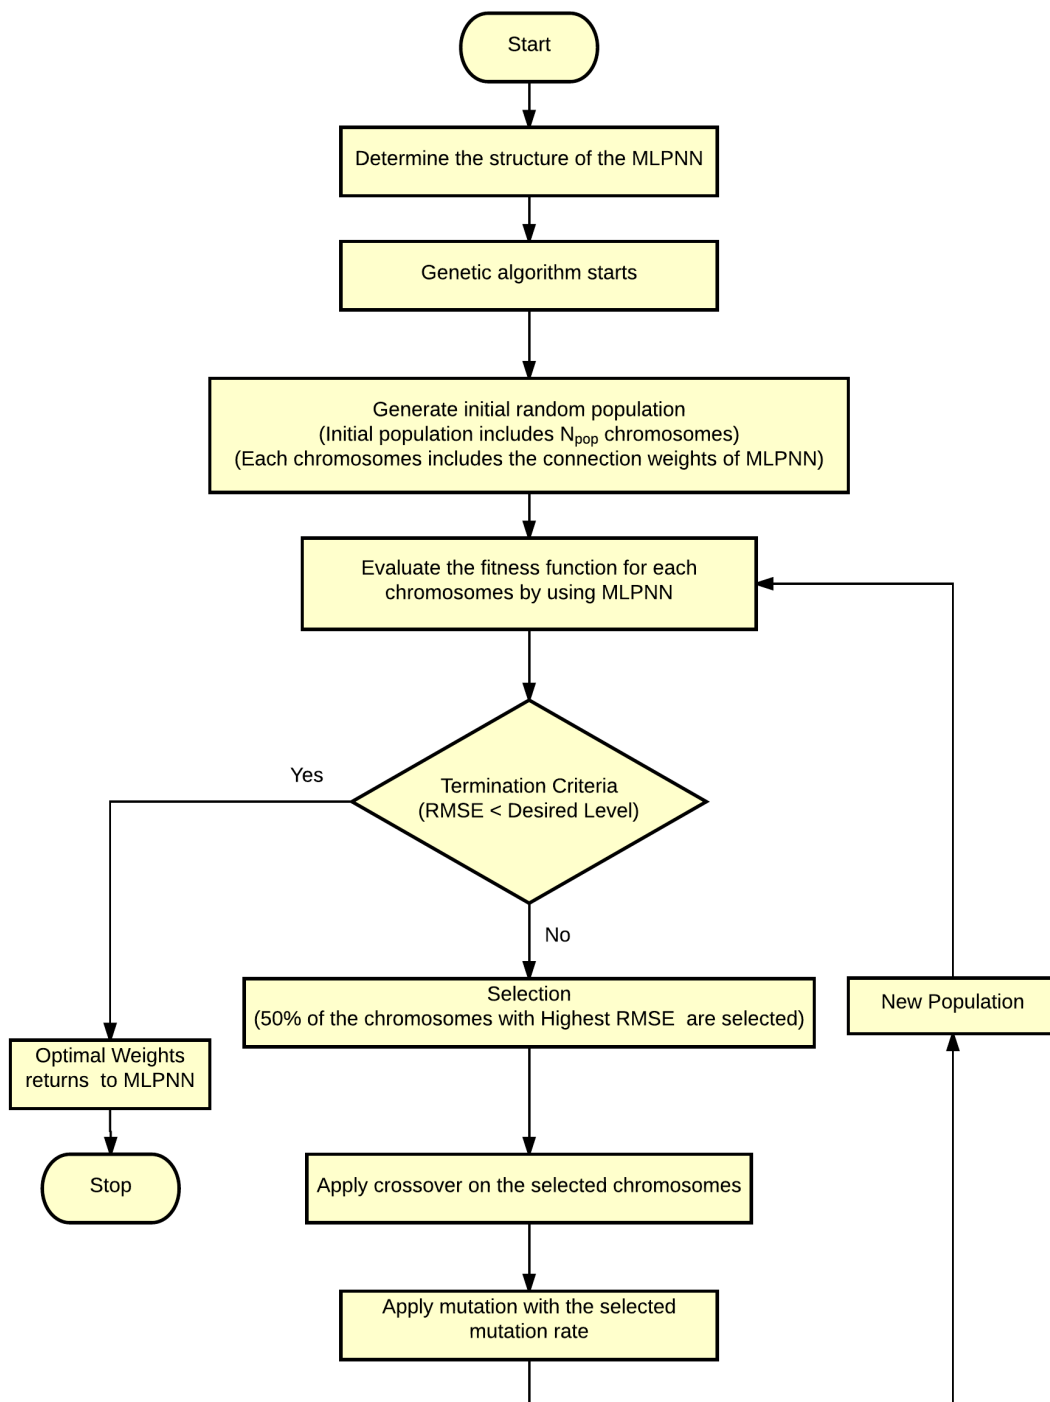 Start
Determine the structure of the MLPNN
Genetic algorithm starts
Generate initial random population
(Initial population includes Npop chromosomes)
(Each chromosomes includes the connection weights of MLPNN)
Evaluate the fitness function for each
chromosomes by using MLPNN
Yes
Termination Criteria
(RMSE < Desired Level)
No
Selection
(50% of the chromosomes with Highest RMSE  are selected)
New Population
Optimal Weights
returns  to MLPNN
Stop
Apply crossover on the selected chromosomes
Apply mutation with the selected
mutation rate